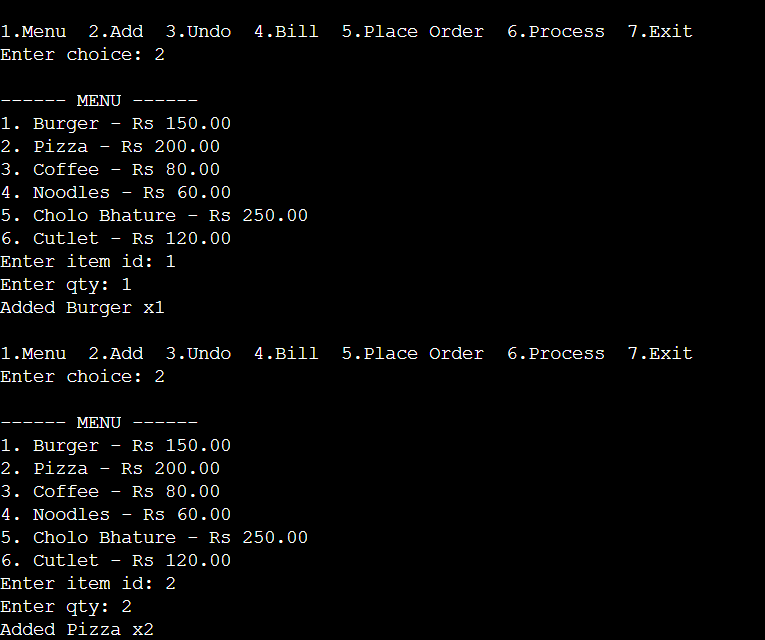 1.Menu  2.Add  3.Undo  4.Bill  5.Place Order  6.Process  7.Exit
Enter choice: 2
------ MENU ------
1. Burger - Rs 150.00
2. Pizza - Rs 200.00
3. Coffee - Rs 80.00
4. Noodles - Rs 60.00
5. Cholo Bhature - Rs 250.00
6. Cutlet - Rs 120.00
Enter item id: 1
Enter qty: 1
Added Burger x1
1.Menu  2.Add  3.Undo  4.Bill  5.Place Order  6.Process  7.Exit
Enter choice: 2
------ MENU ------
1. Burger - Rs 150.00
2. Pizza - Rs 200.00
3. Coffee - Rs 80.00
4. Noodles - Rs 60.00
5. Cholo Bhature - Rs 250.00
6. Cutlet - Rs 120.00
Enter item id: 2
Enter qty: 2
Added Pizza x2